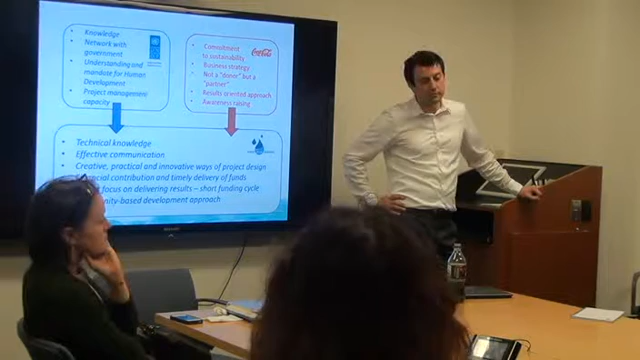 Knowledge
Network with
government
Understanding and
mandate for Human
Development
Project management
capacity
Coca-Cola
Commitment
to sustainability
Business strategy
Not a "donor" but a
"partner"
Results oriented approach
Awareness raising
Technical knowledge
Effective communication
Creative, practical and innovative ways of project design
contribution and timely delivery of funds
focus on delivering results – short funding cycle
based development approach